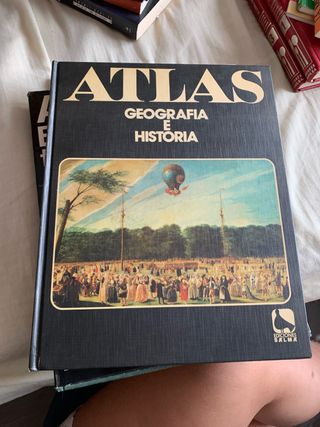 ATLAS
GEOGRAFIA
E
HISTORIA
EDICIONES
SALMA